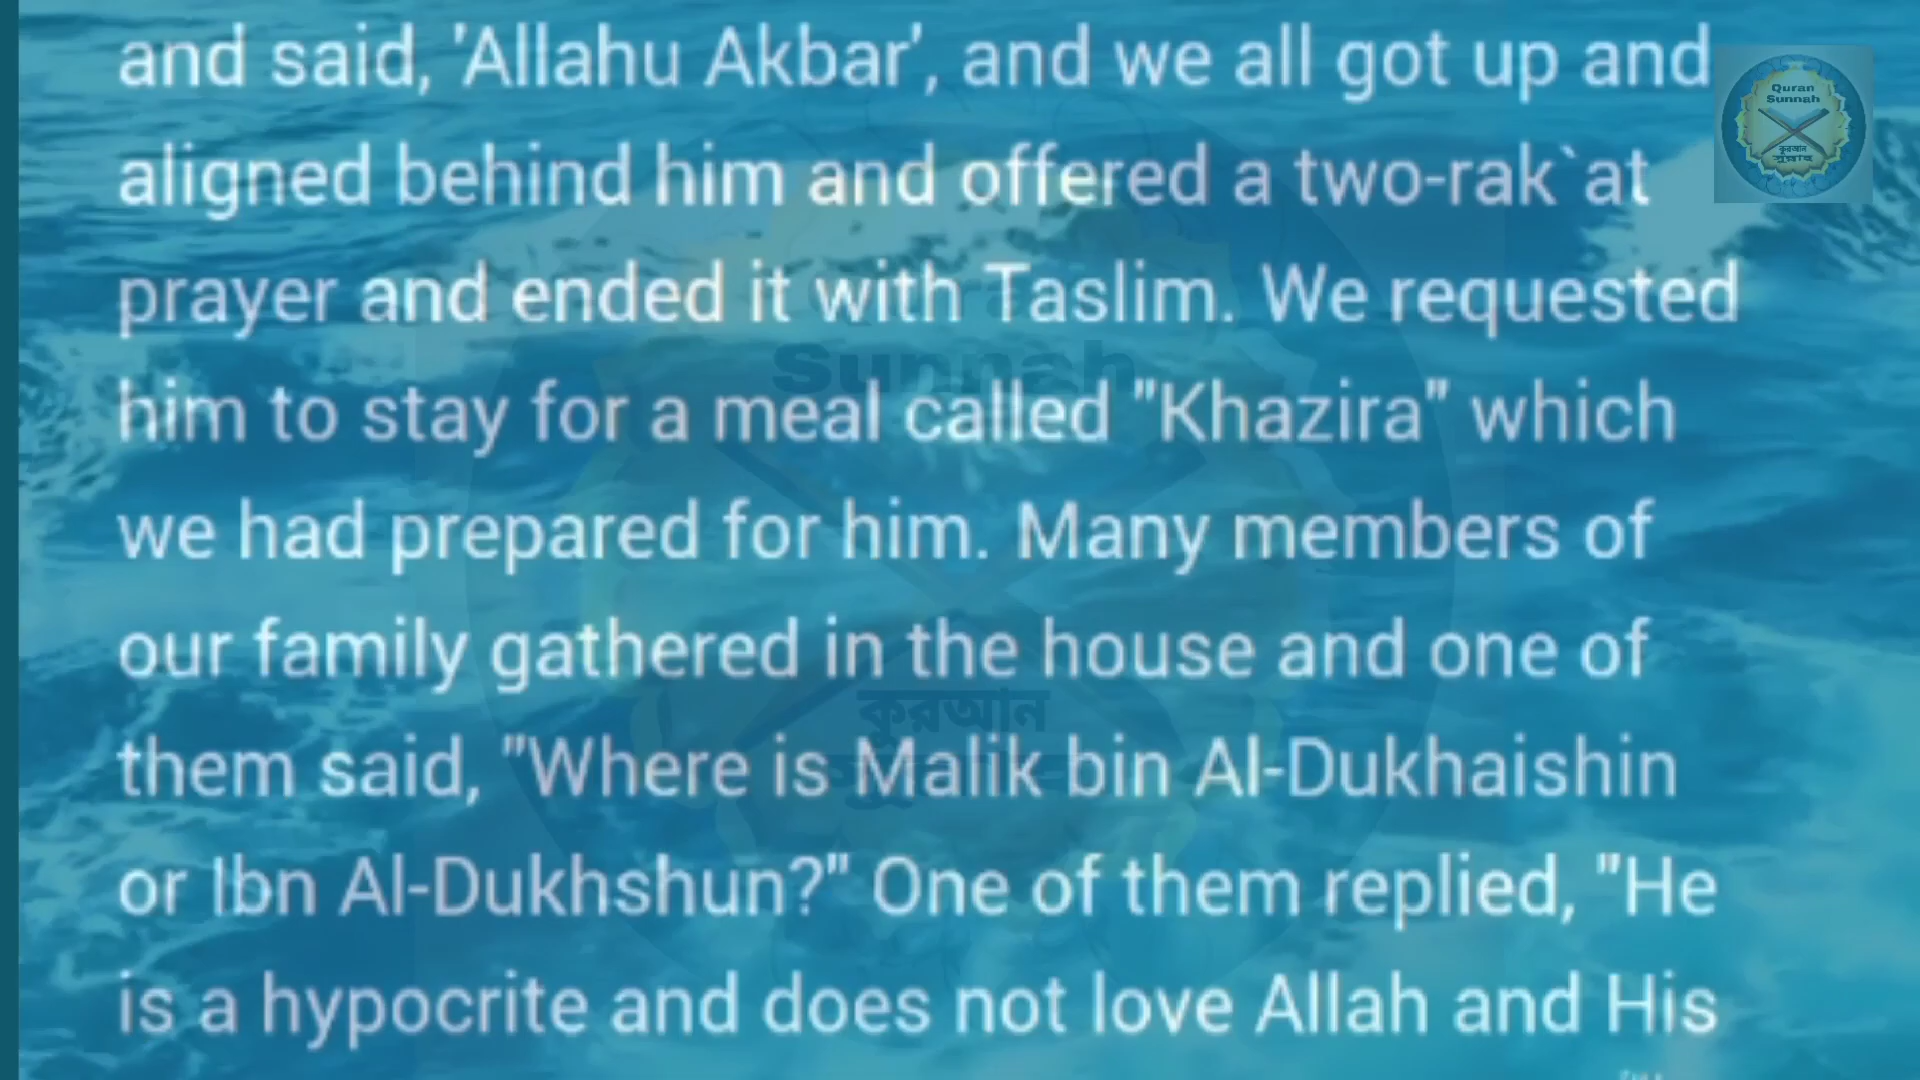 and said, 'Allahu Akbar', and we all got up and
aligned behind him and offered a two-rak`at
prayer and ended it with Taslim. We requested
him to stay for a meal called "Khazira" which
we had prepared for him. Many members of
our family gathered in the house and one of
them said, "Where is Malik bin Al-Dukhaishin
or Ibn Al-Dukhshun?" One of them replied, "He
is a hypocrite and does not love Allah and His
Quran
Sunnah
কুরআন
সুন্নাহ
Sunnah
কুরআন